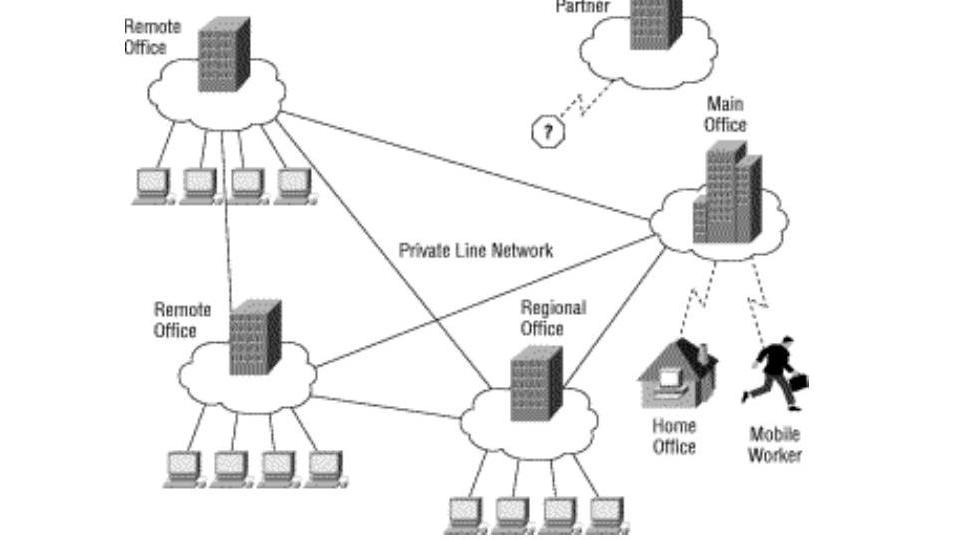 Partner
Remote
Office
Main
Office
?
Private Line Network
Remote
Office
Regional
Office
Home
Office
Mobile
Worker